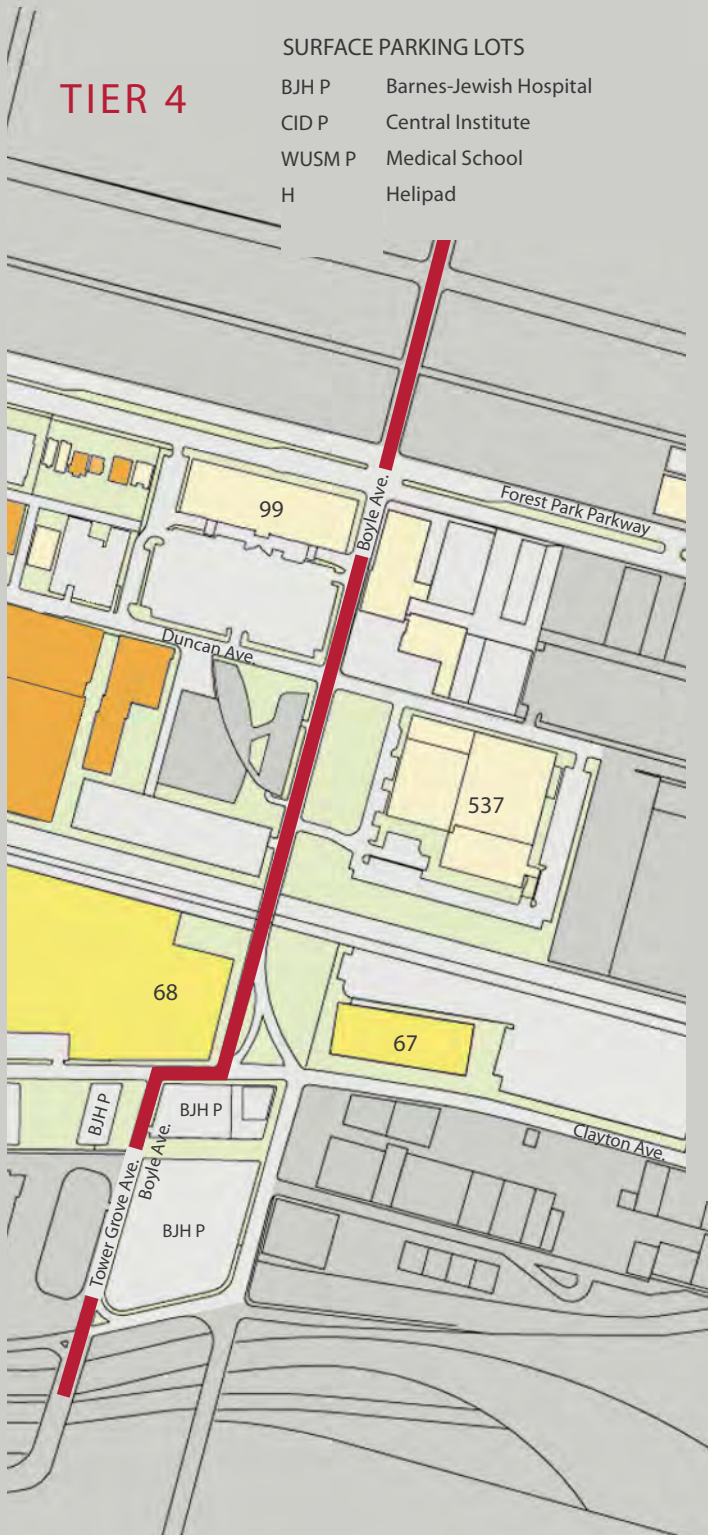 TIER 4
SURFACE PARKING LOTS
BJH P Barnes-Jewish Hospital
CID P Central Institute
WUSM P Medical School
H Helipad
99
Boyle Ave.
Forest Park Parkway
Duncan Ave.
537
68
67
BJH P
BJH P
Boyle Ave.
Clayton Ave.
Tower Grove Ave.
BJH P